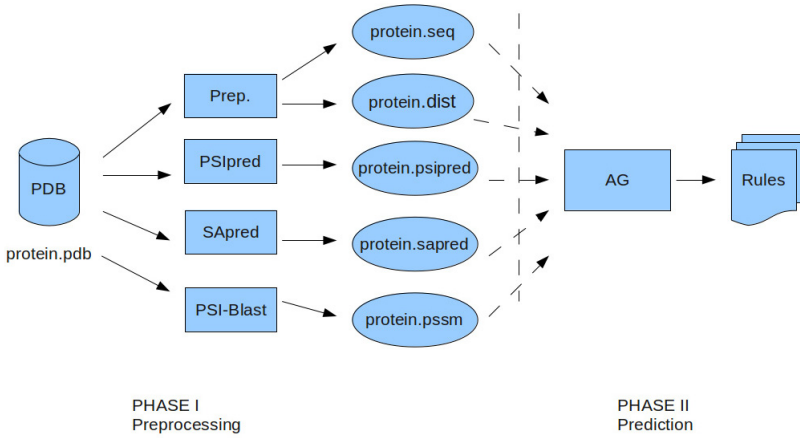 protein.seq
Prep.
protein.dist
PSIpred
protein.psipred
PDB
AG
Rules
SApred
protein.sapred
protein.pdb
PSI-Blast
protein.pssm
PHASE I
Preprocessing
PHASE II
Prediction